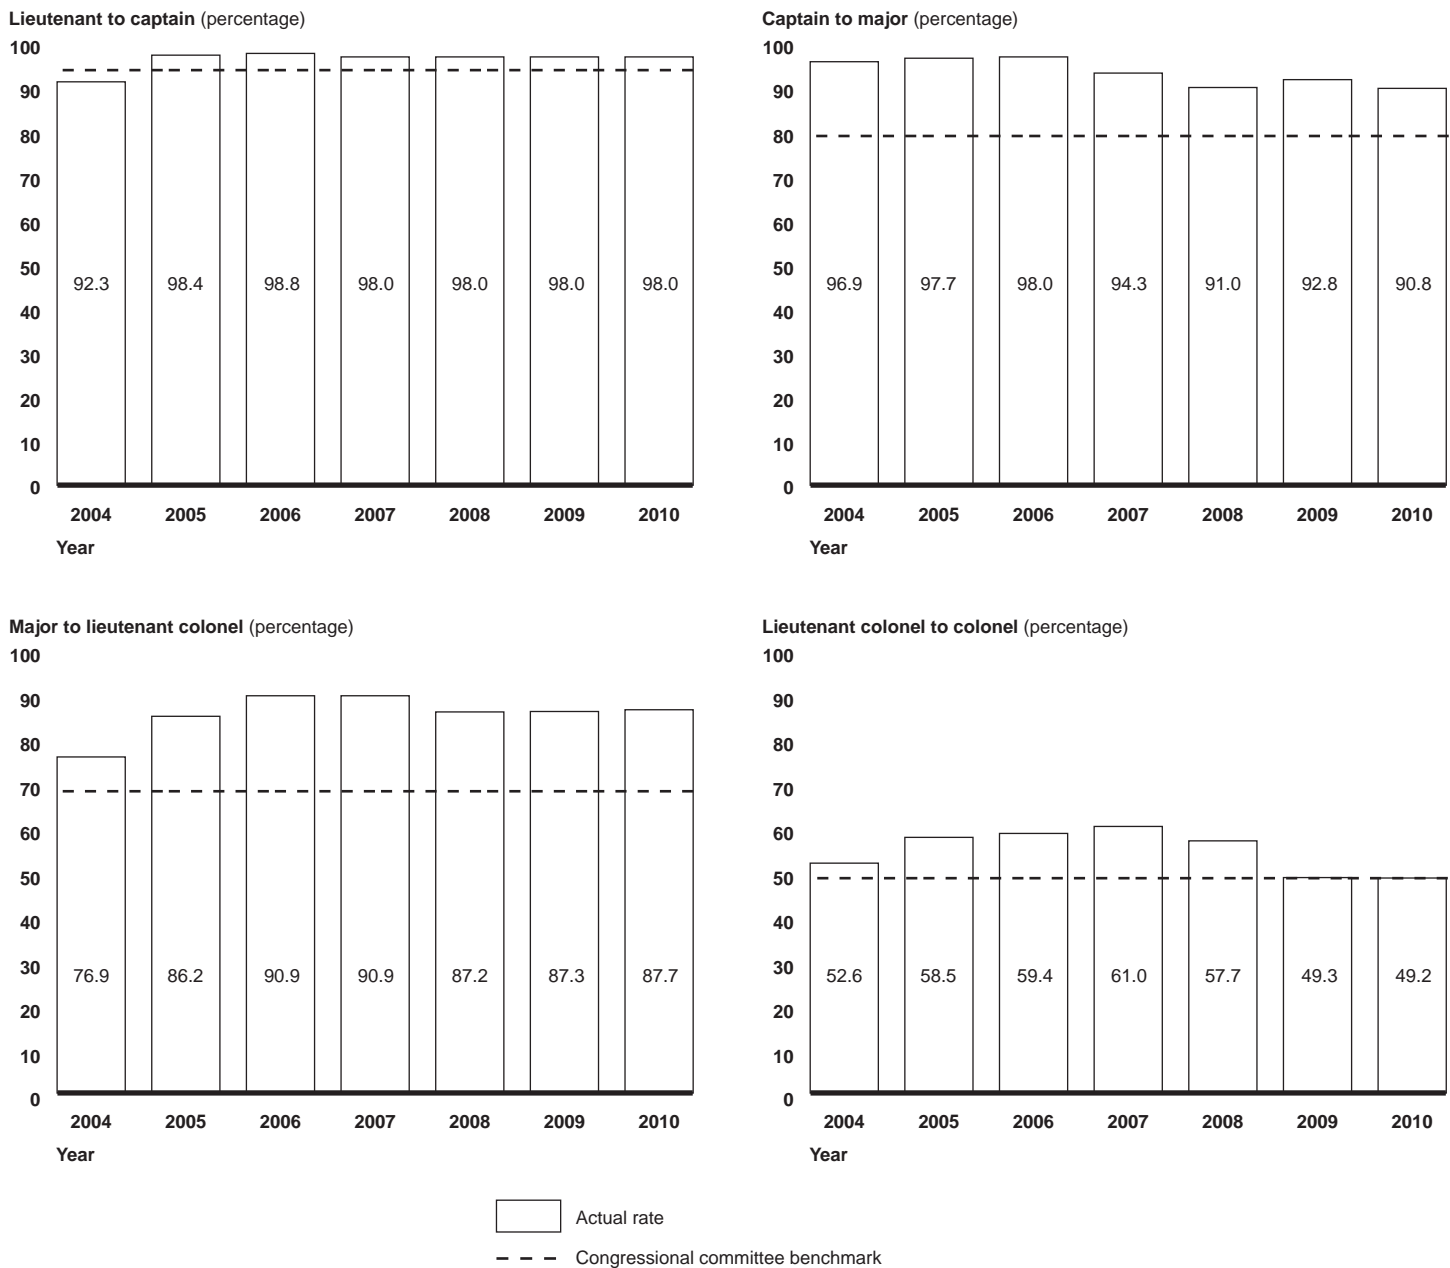 Lieutenant to captain (percentage)
100
90
80
70
60
50
40
30
20
10
0
92.3 98.4 98.8 98.0 98.0 98.0 98.0
2004 2005 2006 2007 2008 2009 2010
Year
Captain to major (percentage)
100
90
80
70
60
50
40
30
20
10
0
96.9 97.7 98.0 94.3 91.0 92.8 90.8
2004 2005 2006 2007 2008 2009 2010
Year
Major to lieutenant colonel (percentage)
100
90
80
70
60
50
40
30
20
10
0
76.9 86.2 90.9 90.9 87.2 87.3 87.7
2004 2005 2006 2007 2008 2009 2010
Year
Lieutenant colonel to colonel (percentage)
100
90
80
70
60
50
40
30
20
10
0
52.6 58.5 59.4 61.0 57.7 49.3 49.2
2004 2005 2006 2007 2008 2009 2010
Year
Actual rate
Congressional committee benchmark